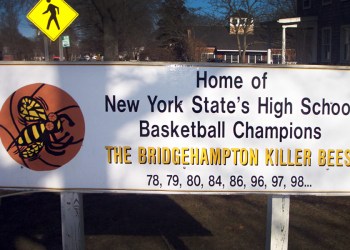 Home of
New York State's High School
Basketball Champions
THE BRIDGEHAMPTON KILLER BEES
78, 79, 80, 84, 86, 96, 97, 98...